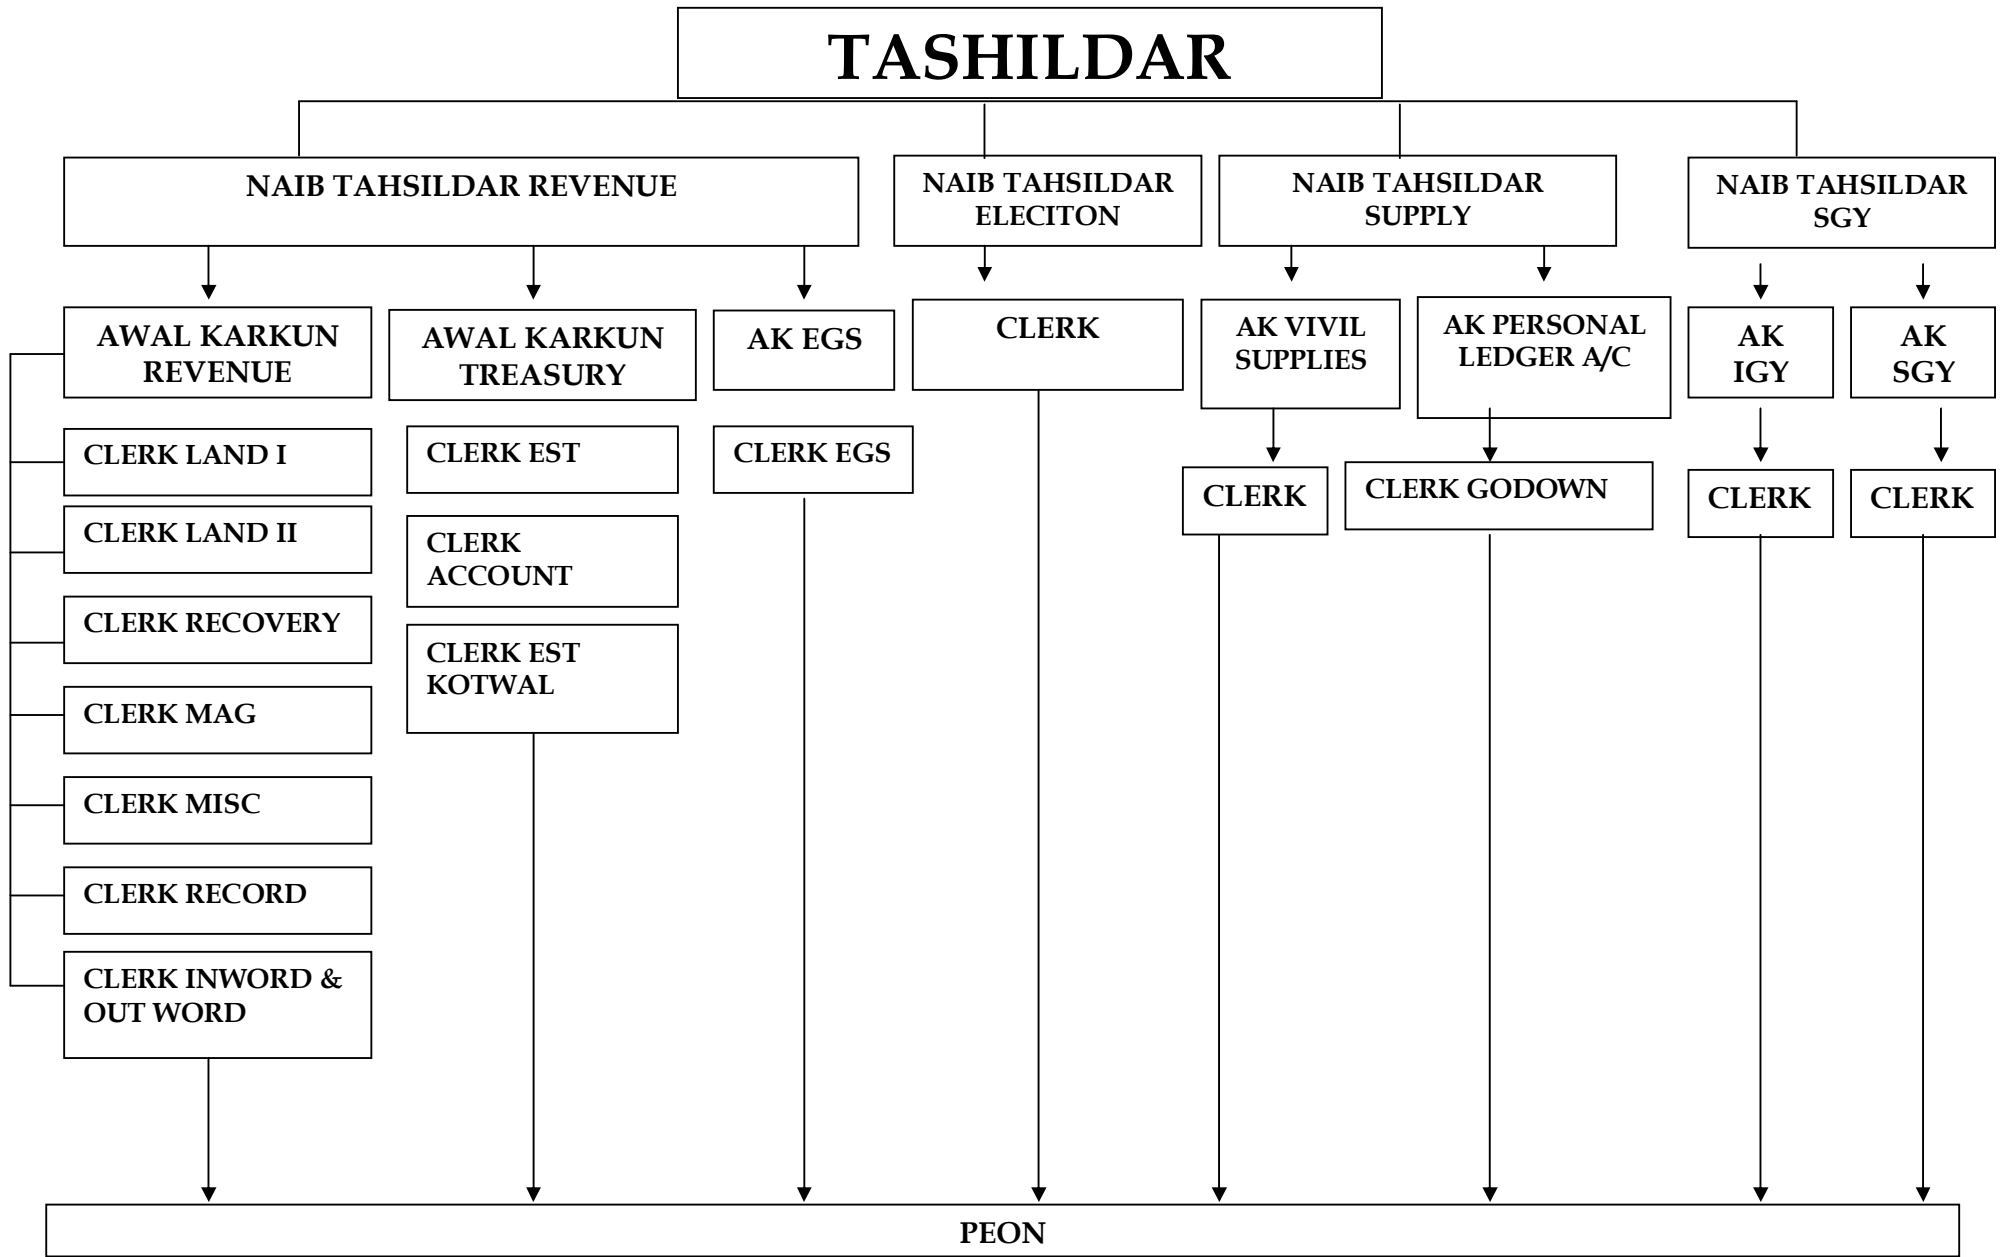 TASHILDAR
NAIB TAHSILDAR REVENUE
NAIB TAHSILDAR
ELECITON
NAIB TAHSILDAR
SUPPLY
NAIB TAHSILDAR
SGY
AWAL KARKUN
REVENUE
AWAL KARKUN
TREASURY
AK EGS
CLERK
AK VIVIL
SUPPLIES
AK PERSONAL
LEDGER A/C
AK
IGY
AK
SGY
CLERK LAND I
CLERK EST
CLERK EGS
CLERK
CLERK GODOWN
CLERK
CLERK
CLERK LAND II
CLERK
ACCOUNT
CLERK RECOVERY
CLERK EST
KOTWAL
CLERK MAG
CLERK MISC
CLERK RECORD
CLERK INWORD &
OUT WORD
PEON